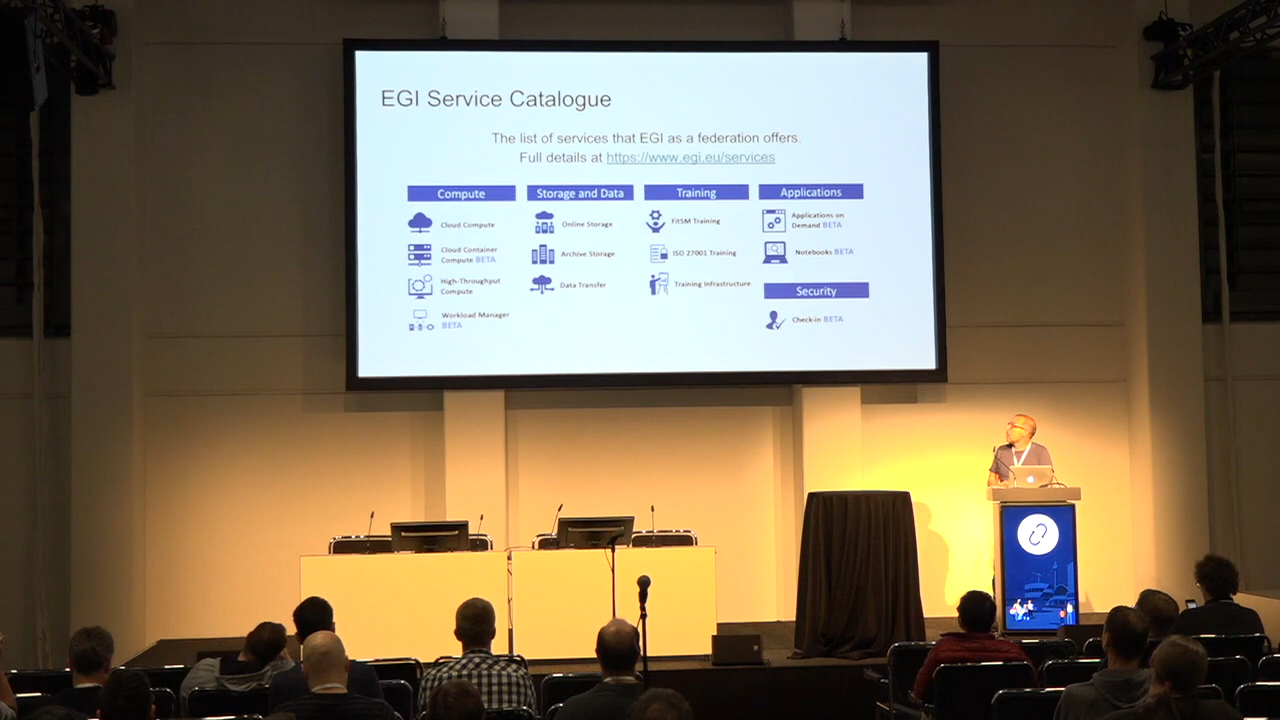 EGI Service Catalogue
The list of services that EGI as a federation offers.
Full details at https://www.egi.eu/services
Compute
Cloud Compute
Cloud Container
Compute BETA
High-Throughput
Compute
Workload Manager
BETA
Storage and Data
Online Storage
Archive Storage
Data Transfer
Training
FitSM Training
ISO 27001 Training
Training Infrastructure
Applications
Applications on
Demand BETA
Notebooks BETA
Security
Check-in BETA